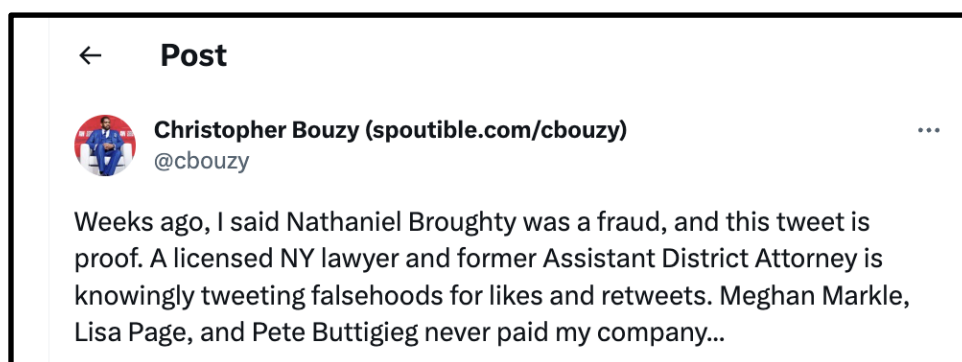 Post
Christopher Bouzy (spoutible.com/cbouzy)
@cbouzy
Weeks ago, I said Nathaniel Broughty was a fraud, and this tweet is
proof. A licensed NY lawyer and former Assistant District Attorney is
knowingly tweeting falsehoods for likes and retweets. Meghan Markle,
Lisa Page, and Pete Buttigieg never paid my company...